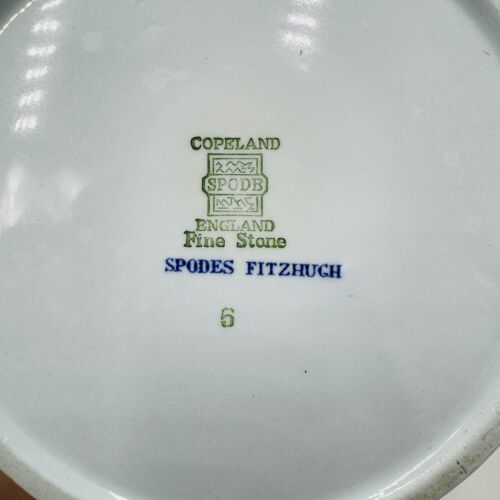 COPELAND
SPODE
ENGLAND
Fine Stone
SPODES FITZHUGH
6